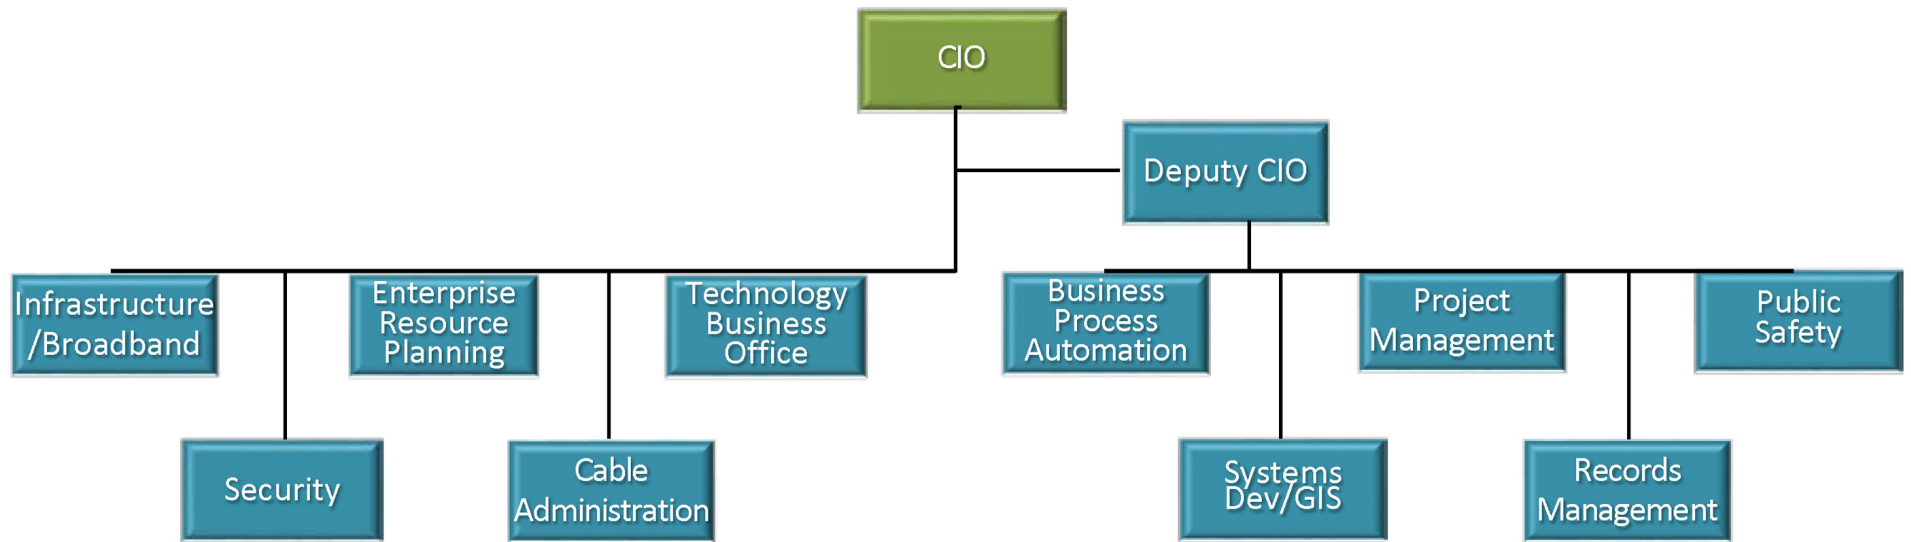 CIO
Deputy CIO
Infrastructure
/Broadband
Enterprise
Resource
Planning
Technology
Business
Office
Business
Process
Automation
Project
Management
Public
Safety
Security
Cable
Administration
Systems
Dev/GIS
Records
Management